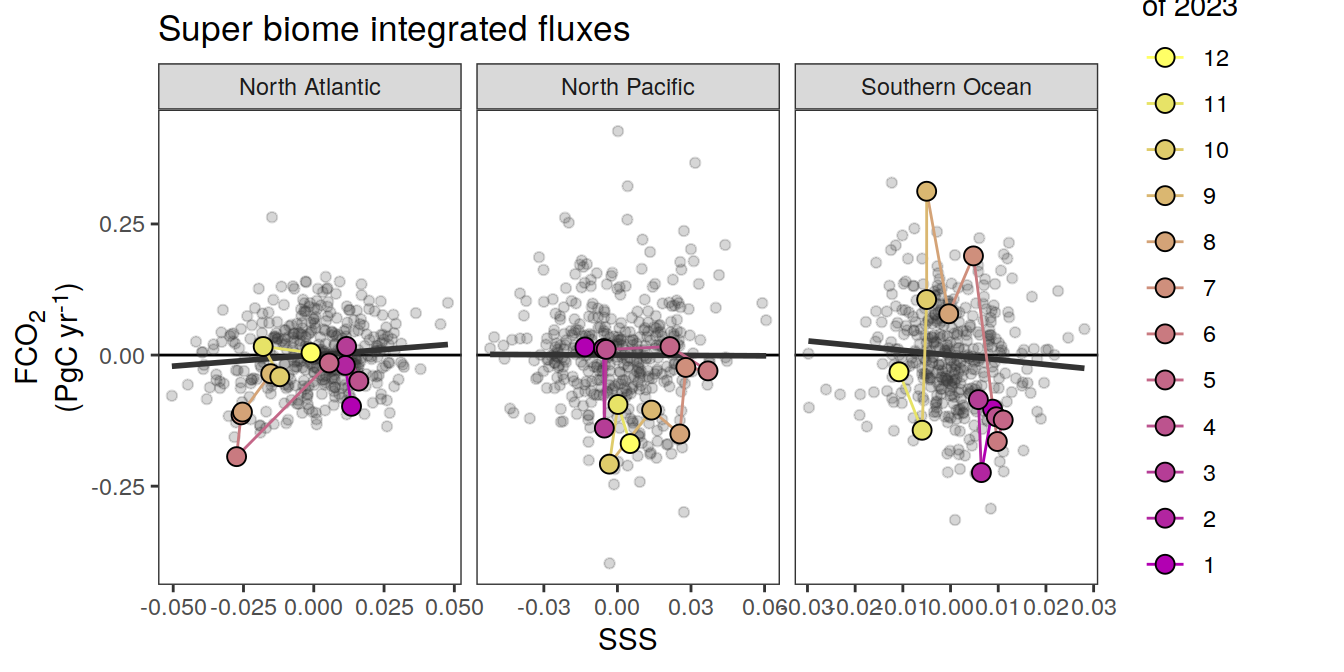 of 2023
Super biome integrated fluxes
North Atlantic North Pacific Southern Ocean
12
11
10
9
8
7
6
5
4
3
2
1
FCO₂
(PgC yr⁻¹)
0.25
0.00
-0.25
-0.050 -0.025 0.000 0.025 0.050 -0.03 0.00 0.03 0.06 -0.03 -0.02 -0.01 0.00 0.01 0.02 0.03
SSS